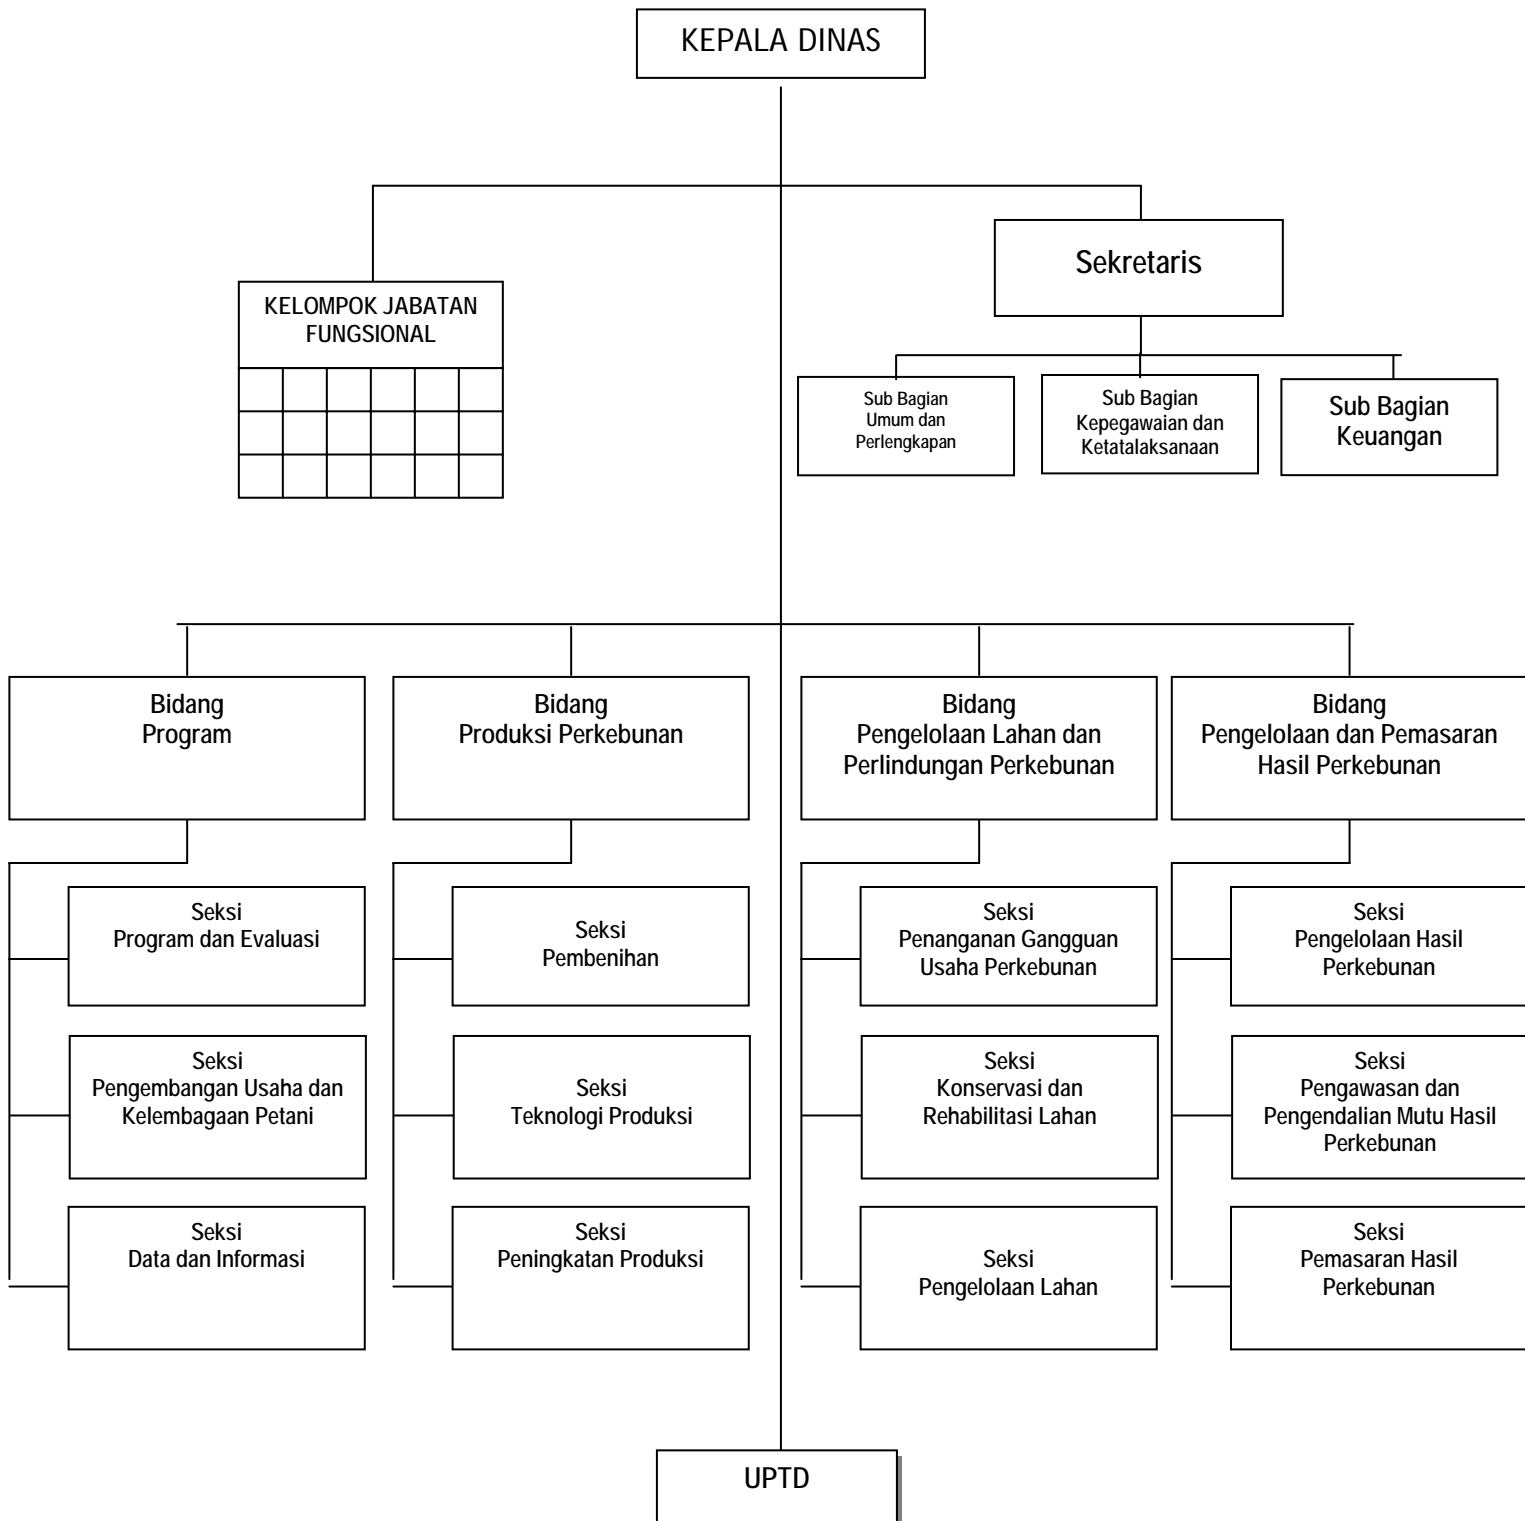 KEPALA DINAS
Sekretaris
KELOMPOK JABATAN
FUNGSIONAL
Sub Bagian
Umum dan
Perlengkapan
Sub Bagian
Kepegawaian dan
Ketatalaksanaan
Sub Bagian
Keuangan
Bidang
Program
Bidang
Produksi Perkebunan
Bidang
Pengelolaan Lahan dan
Perlindungan Perkebunan
Bidang
Pengelolaan dan Pemasaran
Hasil Perkebunan
Seksi
Program dan Evaluasi
Seksi
Pembenihan
Seksi
Penanganan Gangguan
Usaha Perkebunan
Seksi
Pengelolaan Hasil
Perkebunan
Seksi
Pengembangan Usaha dan
Kelembagaan Petani
Seksi
Teknologi Produksi
Seksi
Konservasi dan
Rehabilitasi Lahan
Seksi
Pengawasan dan
Pengendalian Mutu Hasil
Perkebunan
Seksi
Data dan Informasi
Seksi
Peningkatan Produksi
Seksi
Pengelolaan Lahan
Seksi
Pemasaran Hasil
Perkebunan
UPTD